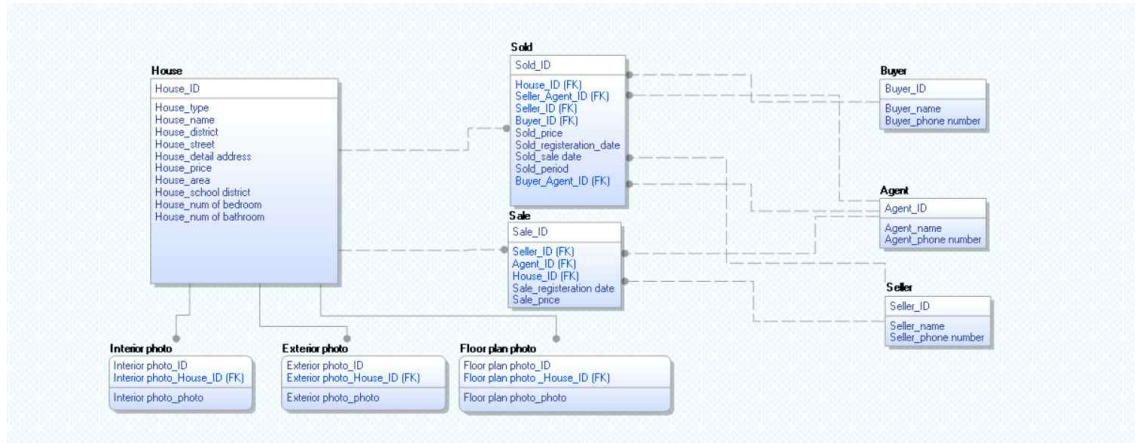 House
House_ID
House_type
House_name
House_district
House_street
House_detail address
House_price
House_area
House_school district
House_num of bedroom
House_num of bathroom
Sold
Sold_ID
House_ID (FK)
Seller_Agent_ID (FK)
Seller_ID (FK)
Buyer_ID (FK)
Sold_price
Sold_registeration_date
Sold_sale date
Sold_period
Buyer_Agent_ID (FK)
Sale
Sale_ID
Seller_ID (FK)
Agent_ID (FK)
House_ID (FK)
Sale_registeration date
Sale_price
Buyer
Buyer_ID
Buyer_name
Buyer_phone number
Agent
Agent_ID
Agent_name
Agent_phone number
Seller
Seller_ID
Seller_name
Seller_phone number
Interior photo
Interior photo_ID
Interior photo_House_ID (FK)
Interior photo_photo
Exterior photo
Exterior photo_ID
Exterior photo_House_ID (FK)
Exterior photo_photo
Floor plan photo
Floor plan photo_ID
Floor plan photo _House_ID (FK)
Floor plan photo_photo